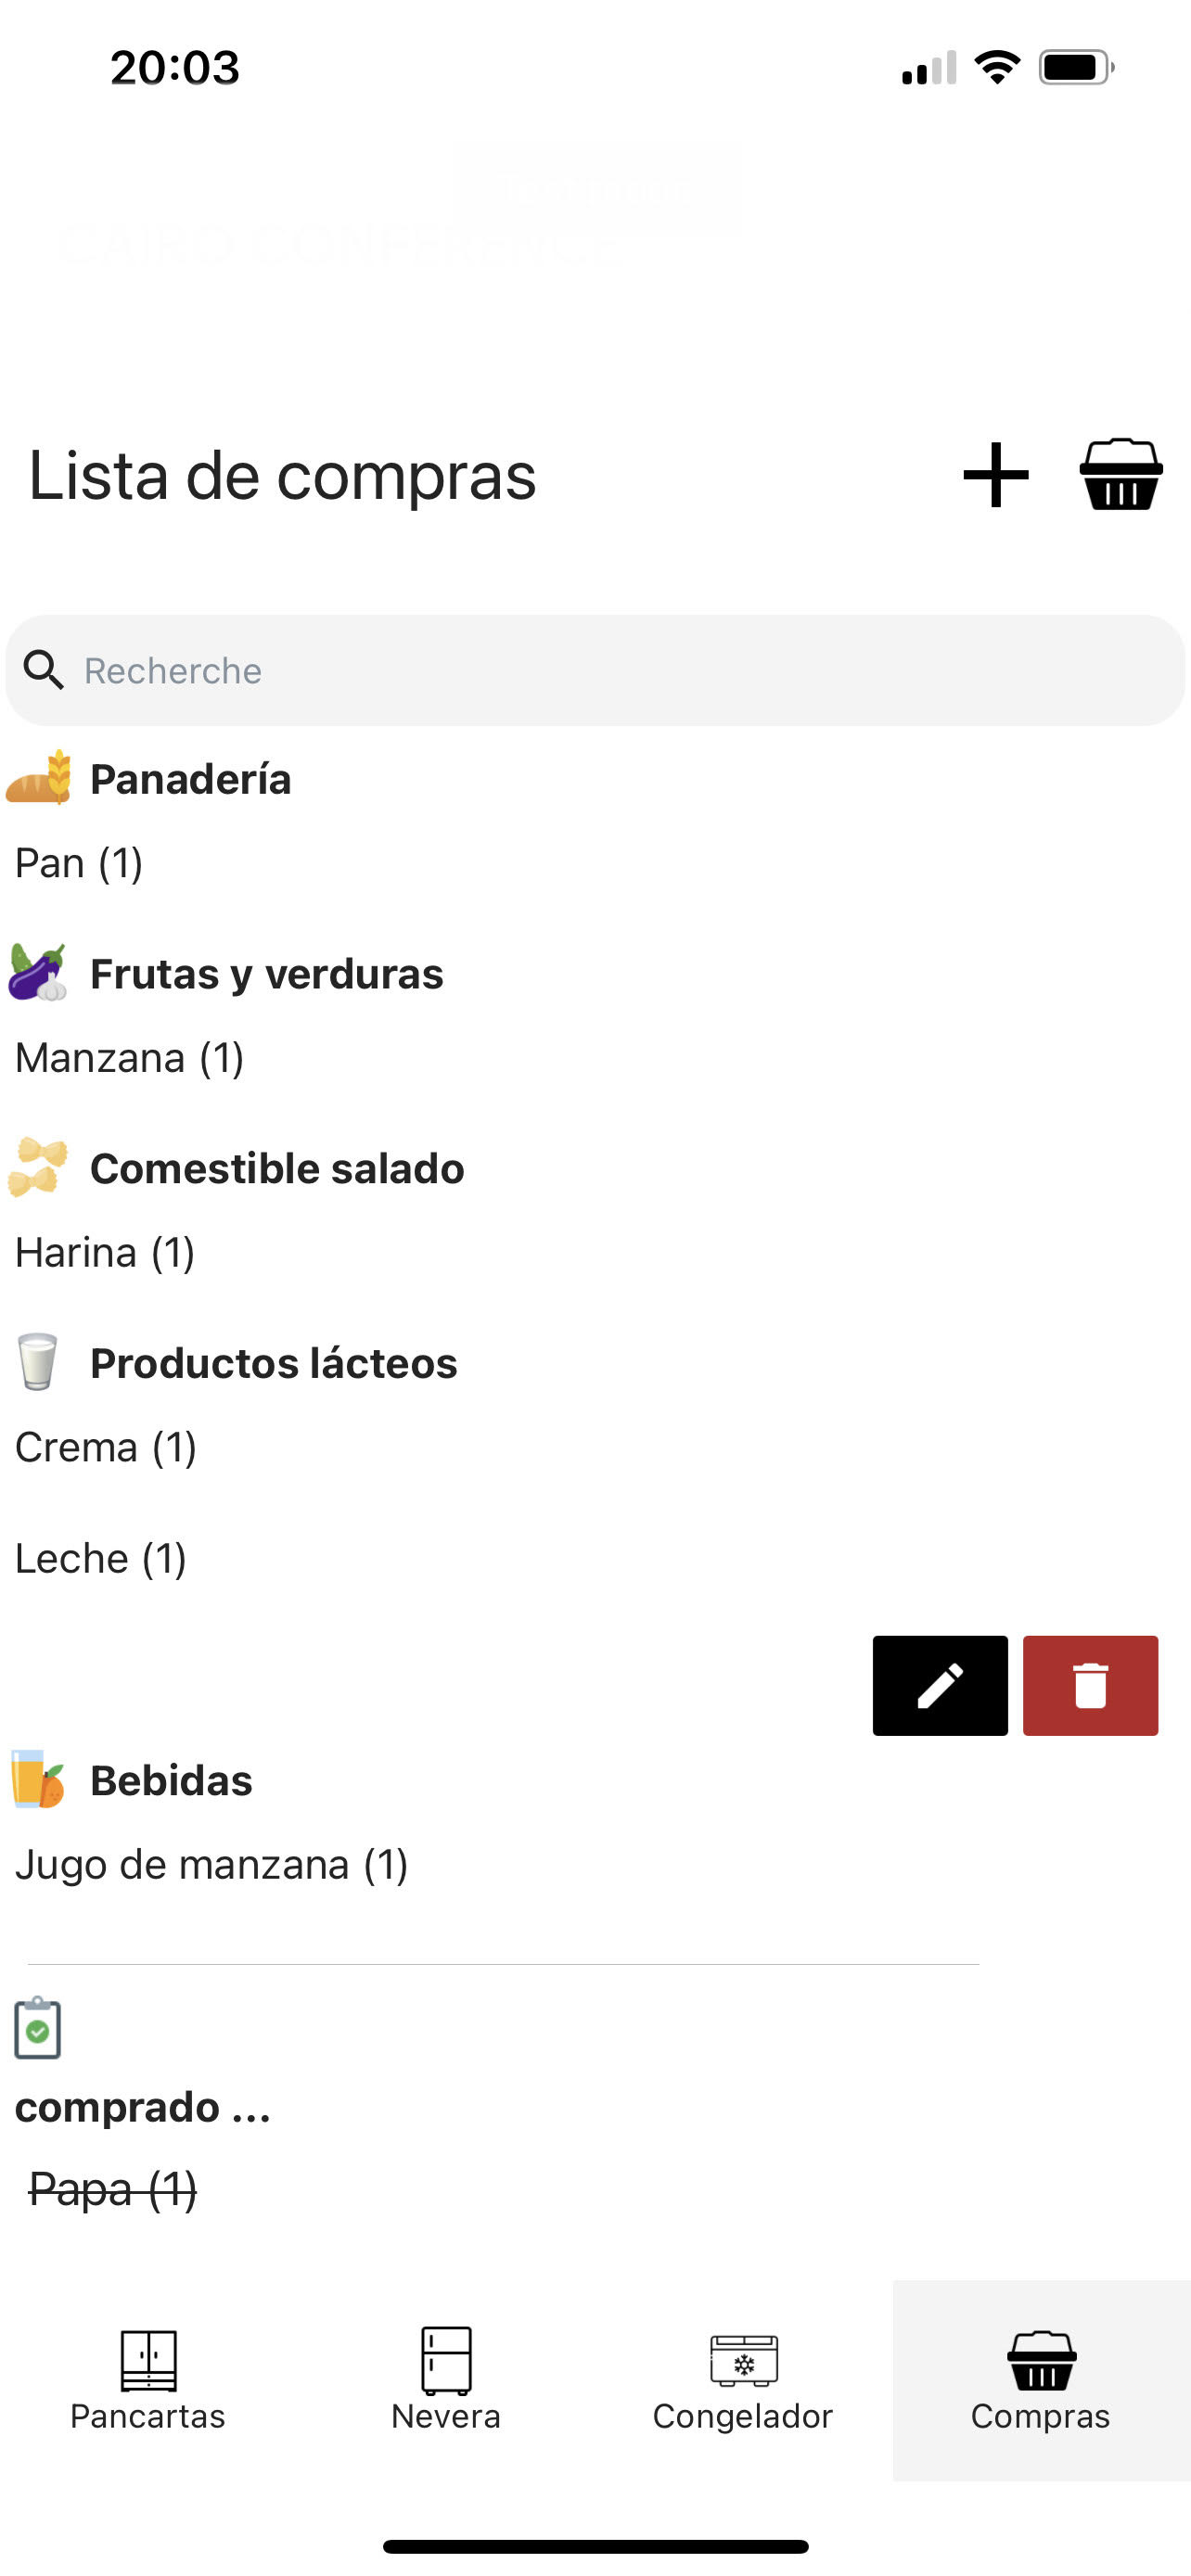 20:03
Lista de compras
Recherche
Panadería
Pan (1)
Frutas y verduras
Manzana (1)
Comestible salado
Harina (1)
Productos lácteos
Crema (1)
Leche (1)
Bebidas
Jugo de manzana (1)
comprado ...
Papa (1)
Pancartas
Nevera
Congelador
Compras